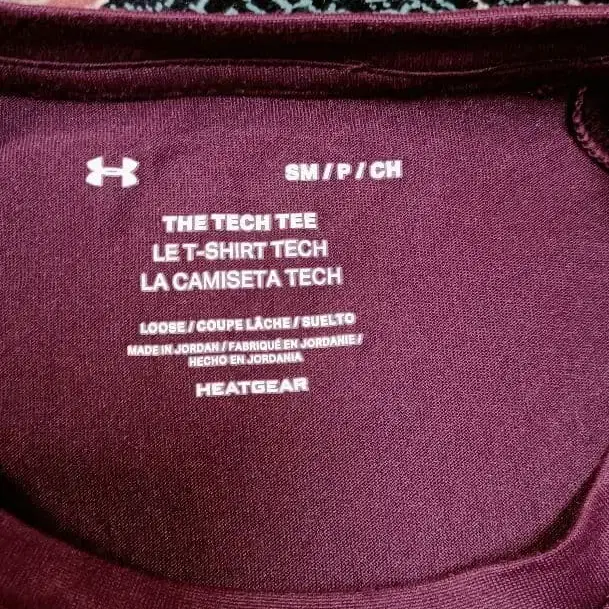 SM / P / CH
THE TECH TEE
LE T-SHIRT TECH
LA CAMISETA TECH
LOOSE / COUPE LÂCHE / SUELTO
MADE IN JORDAN / FABRIQUÉ EN JORDANIE /
HECHO EN JORDANIA
HEATGEAR